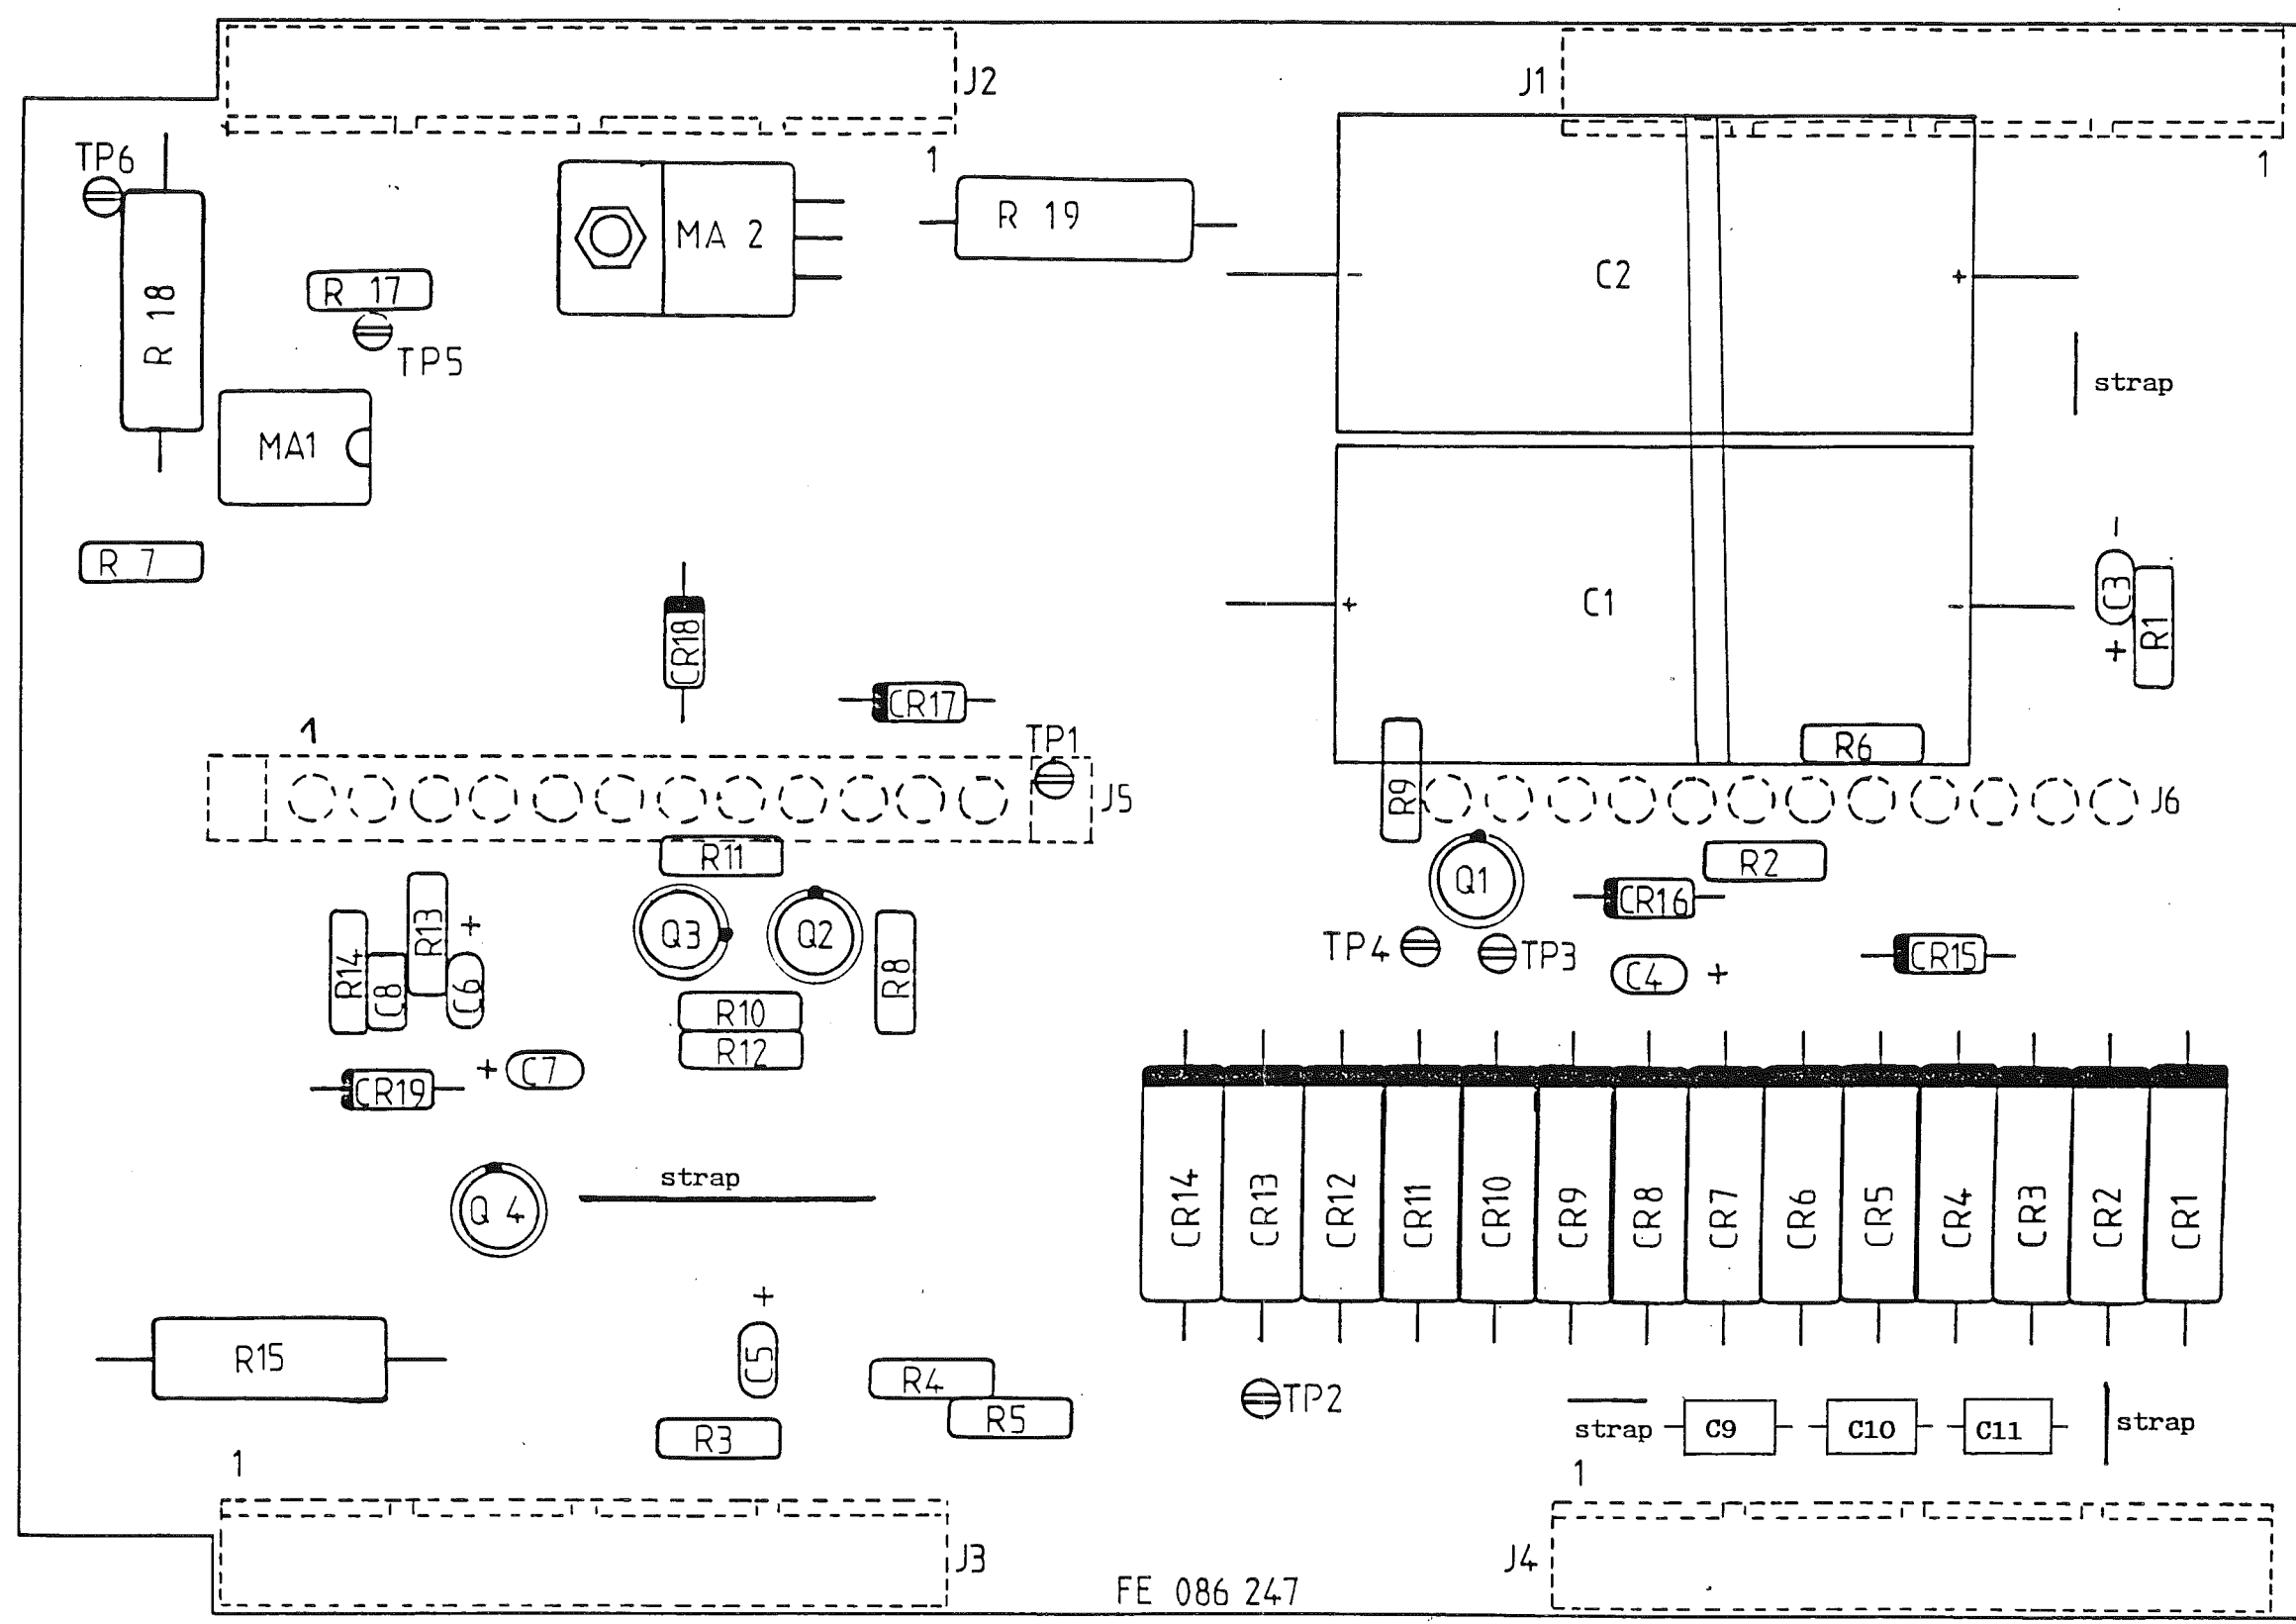 J2
J1
TP6
1
1
R 19
MA 2
C2
- +
R 18
R 17
TP5
strap
MA1
R 7
-
C1
+ -
C3
R1
+
CR18
CR17
1
TP1
R6
R9
J5
J6
R11
R2
Q1
CR16
R13
+
Q3
Q2
TP4
TP3
CR15
R14
C8
C6
R8
C4 +
R10
R12
+ C7
CR19
strap
Q 4
CR14
CR13
CR12
CR11
CR10
CR9
CR8
CR7
CR6
CR5
CR4
CR3
CR2
CR1
+
R15
C5
R4
TP2
R5
strap
C9
C10
C11
strap
R3
1
1
J3
J4
FE 086 247